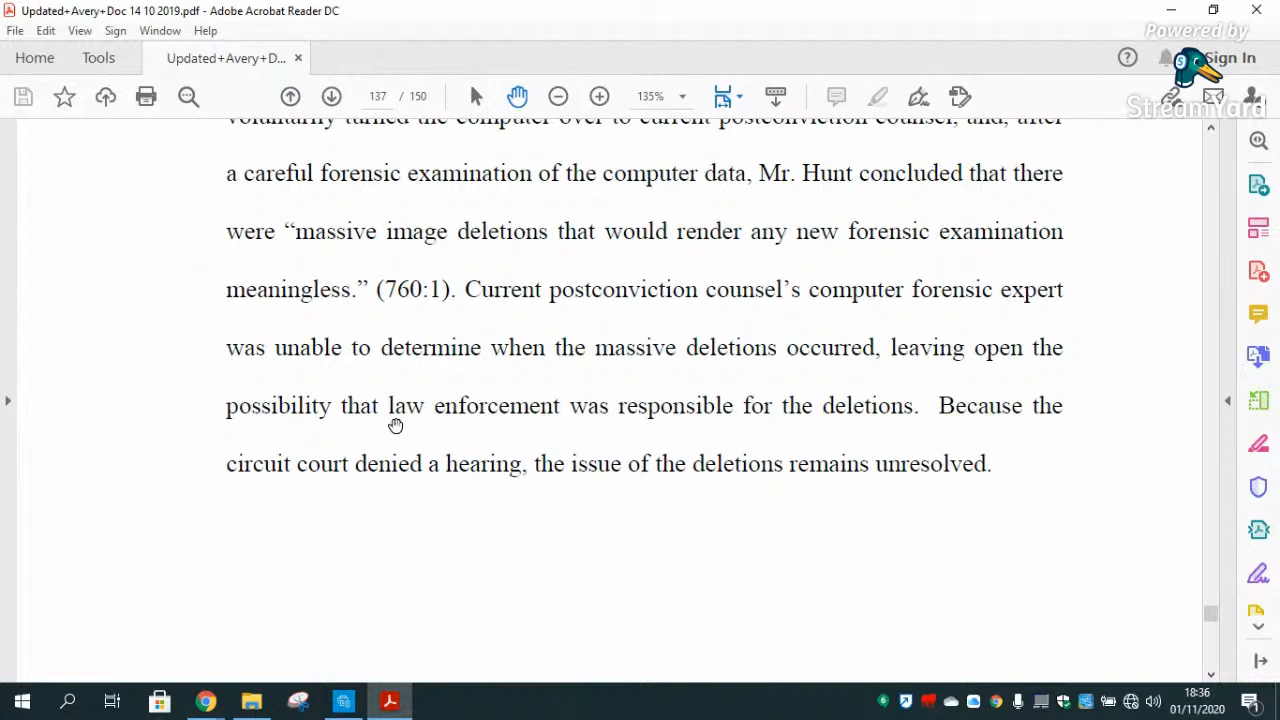 Updated+Avery+Doc 14 10 2019.pdf - Adobe Acrobat Reader DC
File Edit View Sign Window Help
Powered by
Home Tools Updated+Avery+D... × Sign In
137 / 150 135%
StreamYard
voluntarily turned the computer over to current postconviction counsel, and, after
a careful forensic examination of the computer data, Mr. Hunt concluded that there
were “massive image deletions that would render any new forensic examination
meaningless.” (760:1). Current postconviction counsel’s computer forensic expert
was unable to determine when the massive deletions occurred, leaving open the
possibility that law enforcement was responsible for the deletions. Because the
circuit court denied a hearing, the issue of the deletions remains unresolved.
18:36
01/11/2020